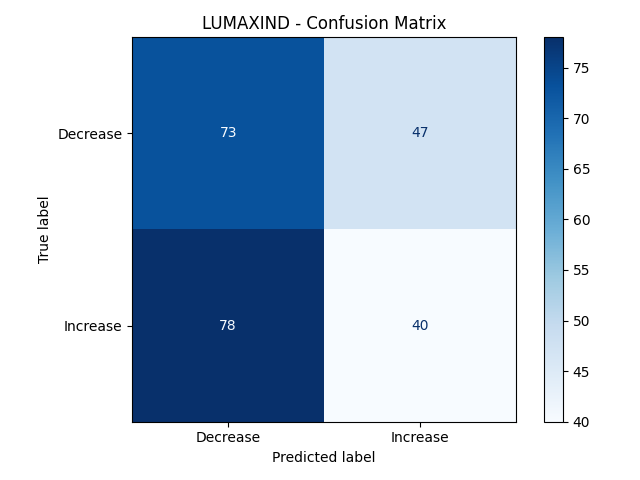 LUMAXIND - Confusion Matrix
True label
Decrease
73
47
Increase
78
40
Decrease
Increase
Predicted label
75
70
65
60
55
50
45
40